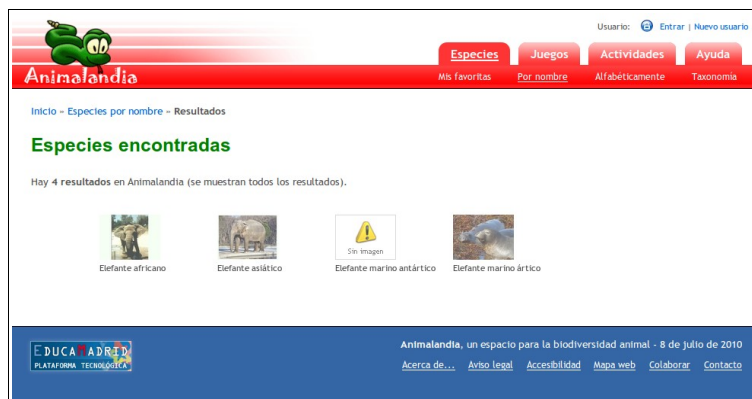 Usuario: Entrar | Nuevo usuario
Especies Juegos Actividades Ayuda
Animalandia
Mis favoritas Por nombre Alfabéticamente Taxonomía
Inicio - Especies por nombre - Resultados
Especies encontradas
Hay 4 resultados en Animalandia (se muestran todos los resultados).
Sin imagen
Elefante africano Elefante asiático Elefante marino antártico Elefante marino ártico
EDUCAMADRID
PLATAFORMA TECNOLÓGICA
Animalandia, un espacio para la biodiversidad animal - 8 de julio de 2010
Acerca de... Aviso legal Accesibilidad Mapa web Colaborar Contacto